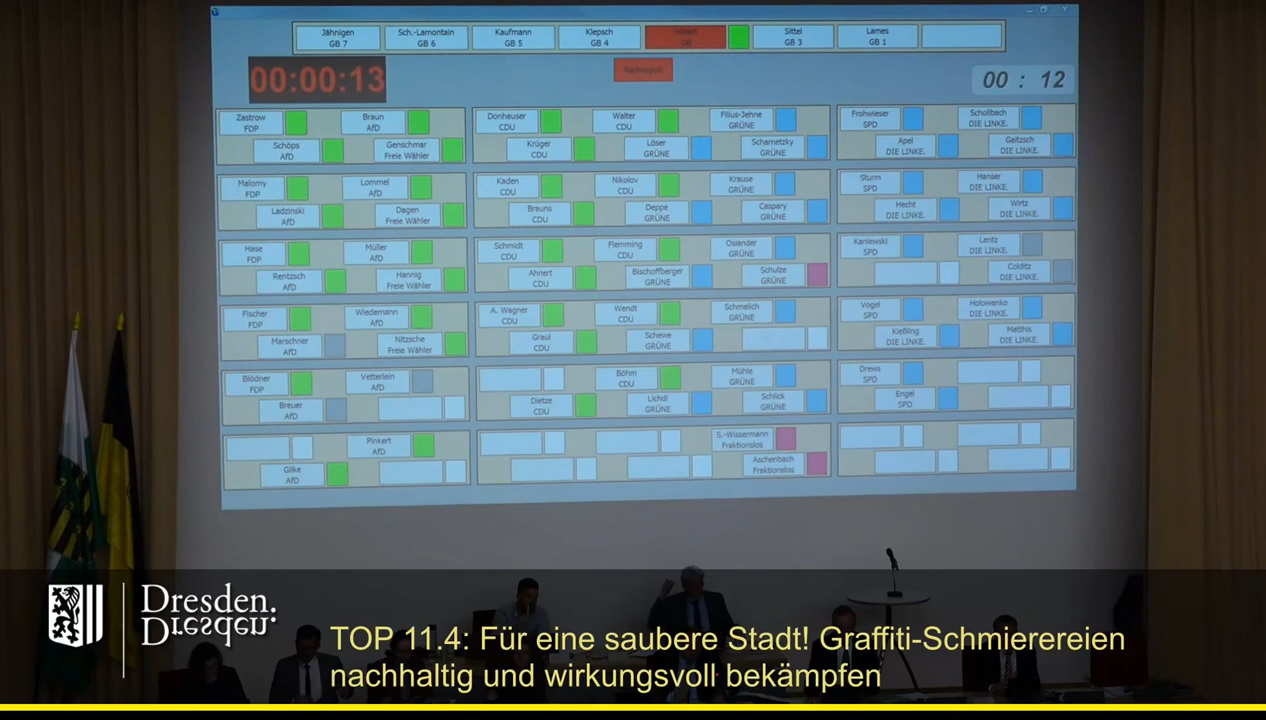 Jähnigen
GB 7
Sch.-Lamontain
GB 6
Kaufmann
GB 5
Klepsch
GB 4
GB
Sittel
GB 3
Lames
GB 1
00:00:13
00 : 12
Zastrow
FDP
Braun
AfD
Schöps
AfD
Genschmar
Freie Wähler
Donhauser
CDU
Walter
CDU
Filius-Jehne
GRÜNE
Krüger
CDU
Löser
GRÜNE
Scharnetzky
GRÜNE
Frohwieser
SPD
Schollbach
DIE LINKE.
Apel
DIE LINKE.
Gaitzsch
DIE LINKE.
Malorny
FDP
Lommel
AfD
Ladzinski
AfD
Dagen
Freie Wähler
Kaden
CDU
Nikolov
CDU
Krause
GRÜNE
Brauns
CDU
Deppe
GRÜNE
Caspary
GRÜNE
Sturm
SPD
Hanser
DIE LINKE.
Hecht
DIE LINKE.
Wirtz
DIE LINKE.
Hase
FDP
Müller
AfD
Rentzsch
AfD
Hannig
Freie Wähler
Schmidt
CDU
Flemming
CDU
Oslander
GRÜNE
Ahnert
CDU
Bischoffberger
GRÜNE
Schulze
GRÜNE
Kaniewski
SPD
Lentz
DIE LINKE.
Colditz
DIE LINKE.
Fischer
FDP
Wiedemann
AfD
Marschner
AfD
Nitzsche
Freie Wähler
A. Wagner
CDU
Wendt
CDU
Schmelich
GRÜNE
Graul
CDU
Schewe
GRÜNE
Vogel
SPD
Holowenko
DIE LINKE.
Kießling
DIE LINKE.
Matthis
DIE LINKE.
Blödner
FDP
Vetterlein
AfD
Breuer
AfD
Böhm
CDU
Mühle
GRÜNE
Dietze
CDU
Lichdi
GRÜNE
Schlick
GRÜNE
Drews
SPD
Engel
SPD
Pinkert
AfD
Gilke
AfD
S.-Wissermann
Fraktionslos
Aschenbach
Fraktionslos
Dresden.
Dresden.
TOP 11.4: Für eine saubere Stadt! Graffiti-Schmierereien
nachhaltig und wirkungsvoll bekämpfen